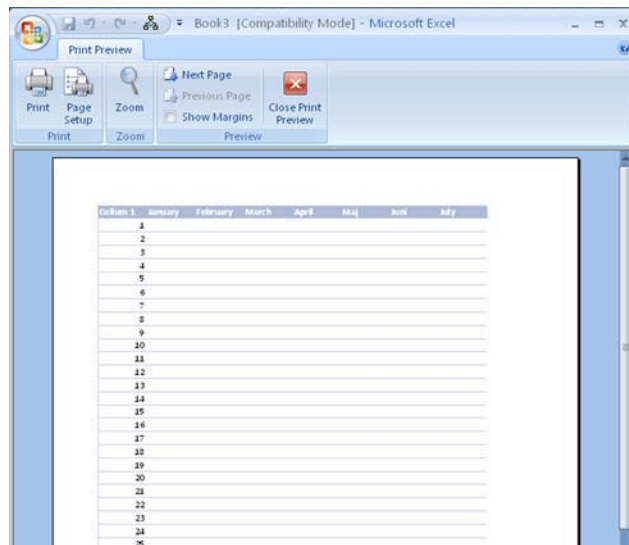 Book3 [Compatibility Mode] - Microsoft Excel
Print Preview
Print
Page Setup
Zoom
Next Page
Previous Page
Show Margins
Close Print Preview
Print Zoom Preview
Collum 1 January February March April Maj Juni July
1
2
3
4
5
6
7
8
9
10
11
12
13
14
15
16
17
18
19
20
21
22
23
24
25